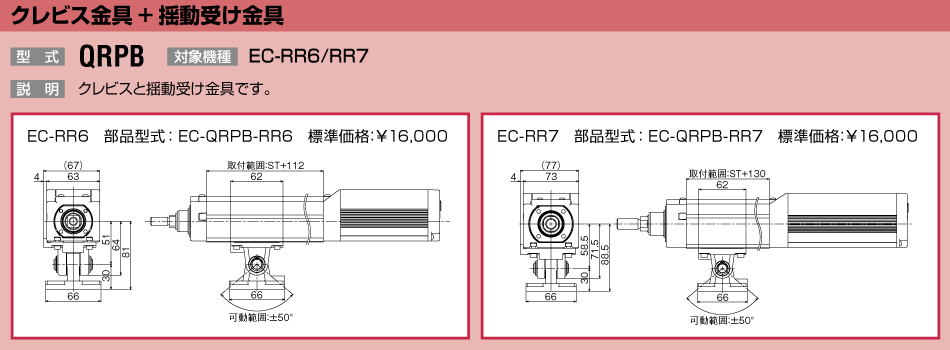 クレビス金具 + 揺動受け金具
型 式 QRPB 対象機種 EC-RR6/RR7
説 明 クレビスと揺動受け金具です。
EC-RR6 部品型式：EC-QRPB-RR6 標準価格：￥16,000
(67)
4 63
取付範囲:ST+112
62
51
64
81
30
66
66
可動範囲:±50°
EC-RR7 部品型式：EC-QRPB-RR7 標準価格：￥16,000
(77)
4 73
取付範囲:ST+130
62
58.5
71.5
88.5
30
66
66
可動範囲:±50°